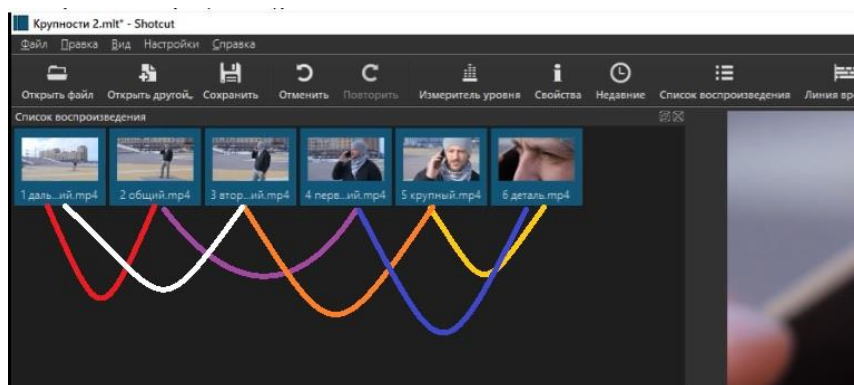 Крупности 2.mlt* - Shotcut
Файл Правка Вид Настройки Справка
Открыть файл Открыть другой, Сохранить Отменить Повторить Измеритель уровня Свойства Недавние Список воспроизведения Линия вр
Список воспроизведения
1 даль...ий.mp4 2 общий.mp4 3 втор...ий.mp4 4 перв...ий.mp4 5 крупный.mp4 6 деталь.mp4